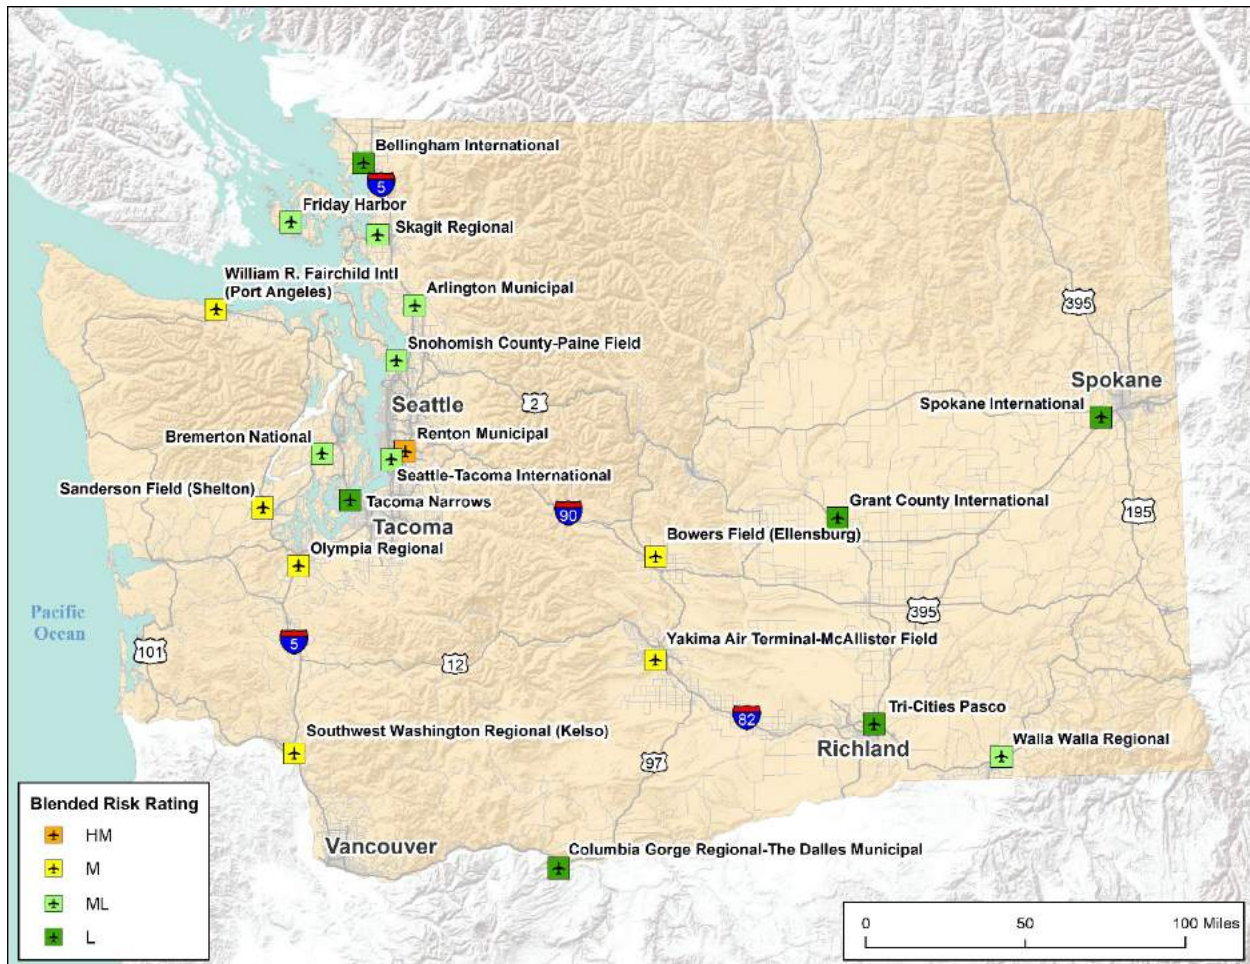 Bellingham International
5
Friday Harbor
Skagit Regional
William R. Fairchild Intl
(Port Angeles)
Arlington Municipal
395
Snohomish County-Paine Field
Spokane
Seattle
2
Spokane International
Renton Municipal
Bremerton National
Seattle-Tacoma International
Sanderson Field (Shelton)
Tacoma Narrows
Grant County International
90
195
Tacoma
Bowers Field (Ellensburg)
Olympia Regional
Pacific
Ocean
395
5
101
12
Yakima Air Terminal-McAllister Field
Tri-Cities Pasco
82
Southwest Washington Regional (Kelso)
Richland
Walla Walla Regional
97
Blended Risk Rating
HM
M
ML
L
Vancouver
Columbia Gorge Regional-The Dalles Municipal
0 50 100 Miles